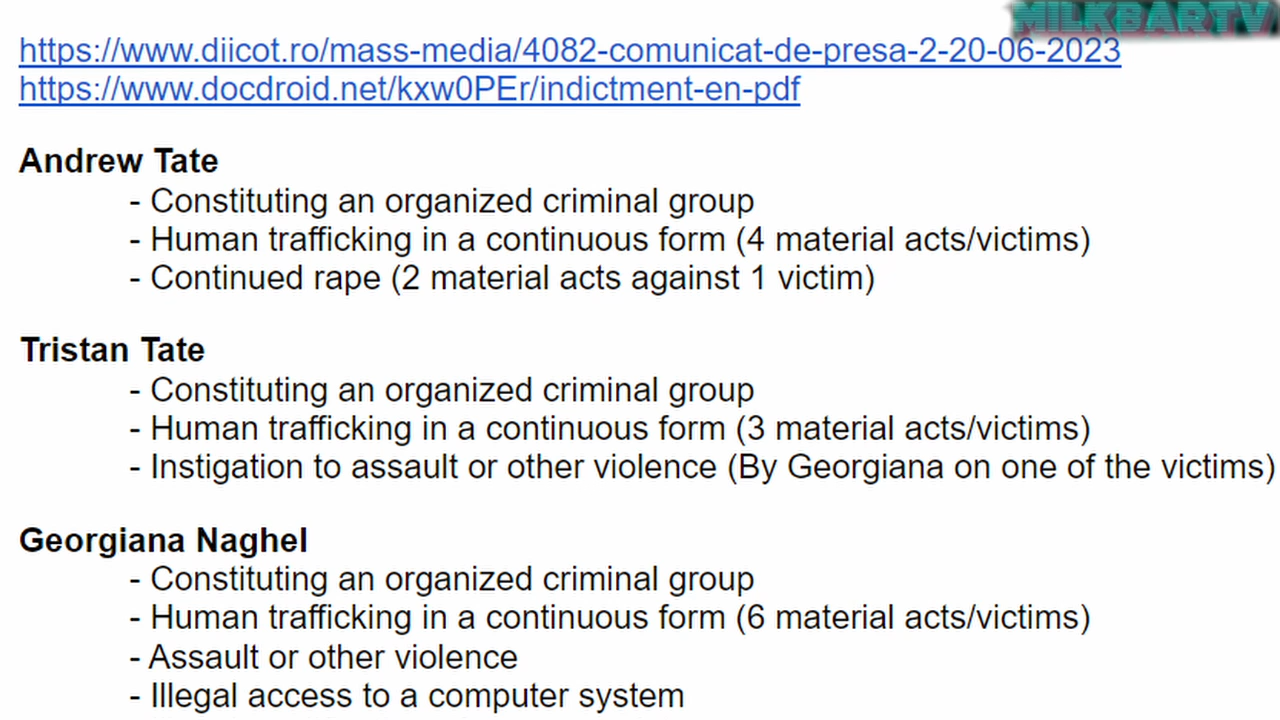 MILKBARTV
https://www.diicot.ro/mass-media/4082-comunicat-de-presa-2-20-06-2023
https://www.docdroid.net/kxw0PEr/indictment-en-pdf
Andrew Tate
- Constituting an organized criminal group
- Human trafficking in a continuous form (4 material acts/victims)
- Continued rape (2 material acts against 1 victim)
Tristan Tate
- Constituting an organized criminal group
- Human trafficking in a continuous form (3 material acts/victims)
- Instigation to assault or other violence (By Georgiana on one of the victims)
Georgiana Naghel
- Constituting an organized criminal group
- Human trafficking in a continuous form (6 material acts/victims)
- Assault or other violence
- Illegal access to a computer system